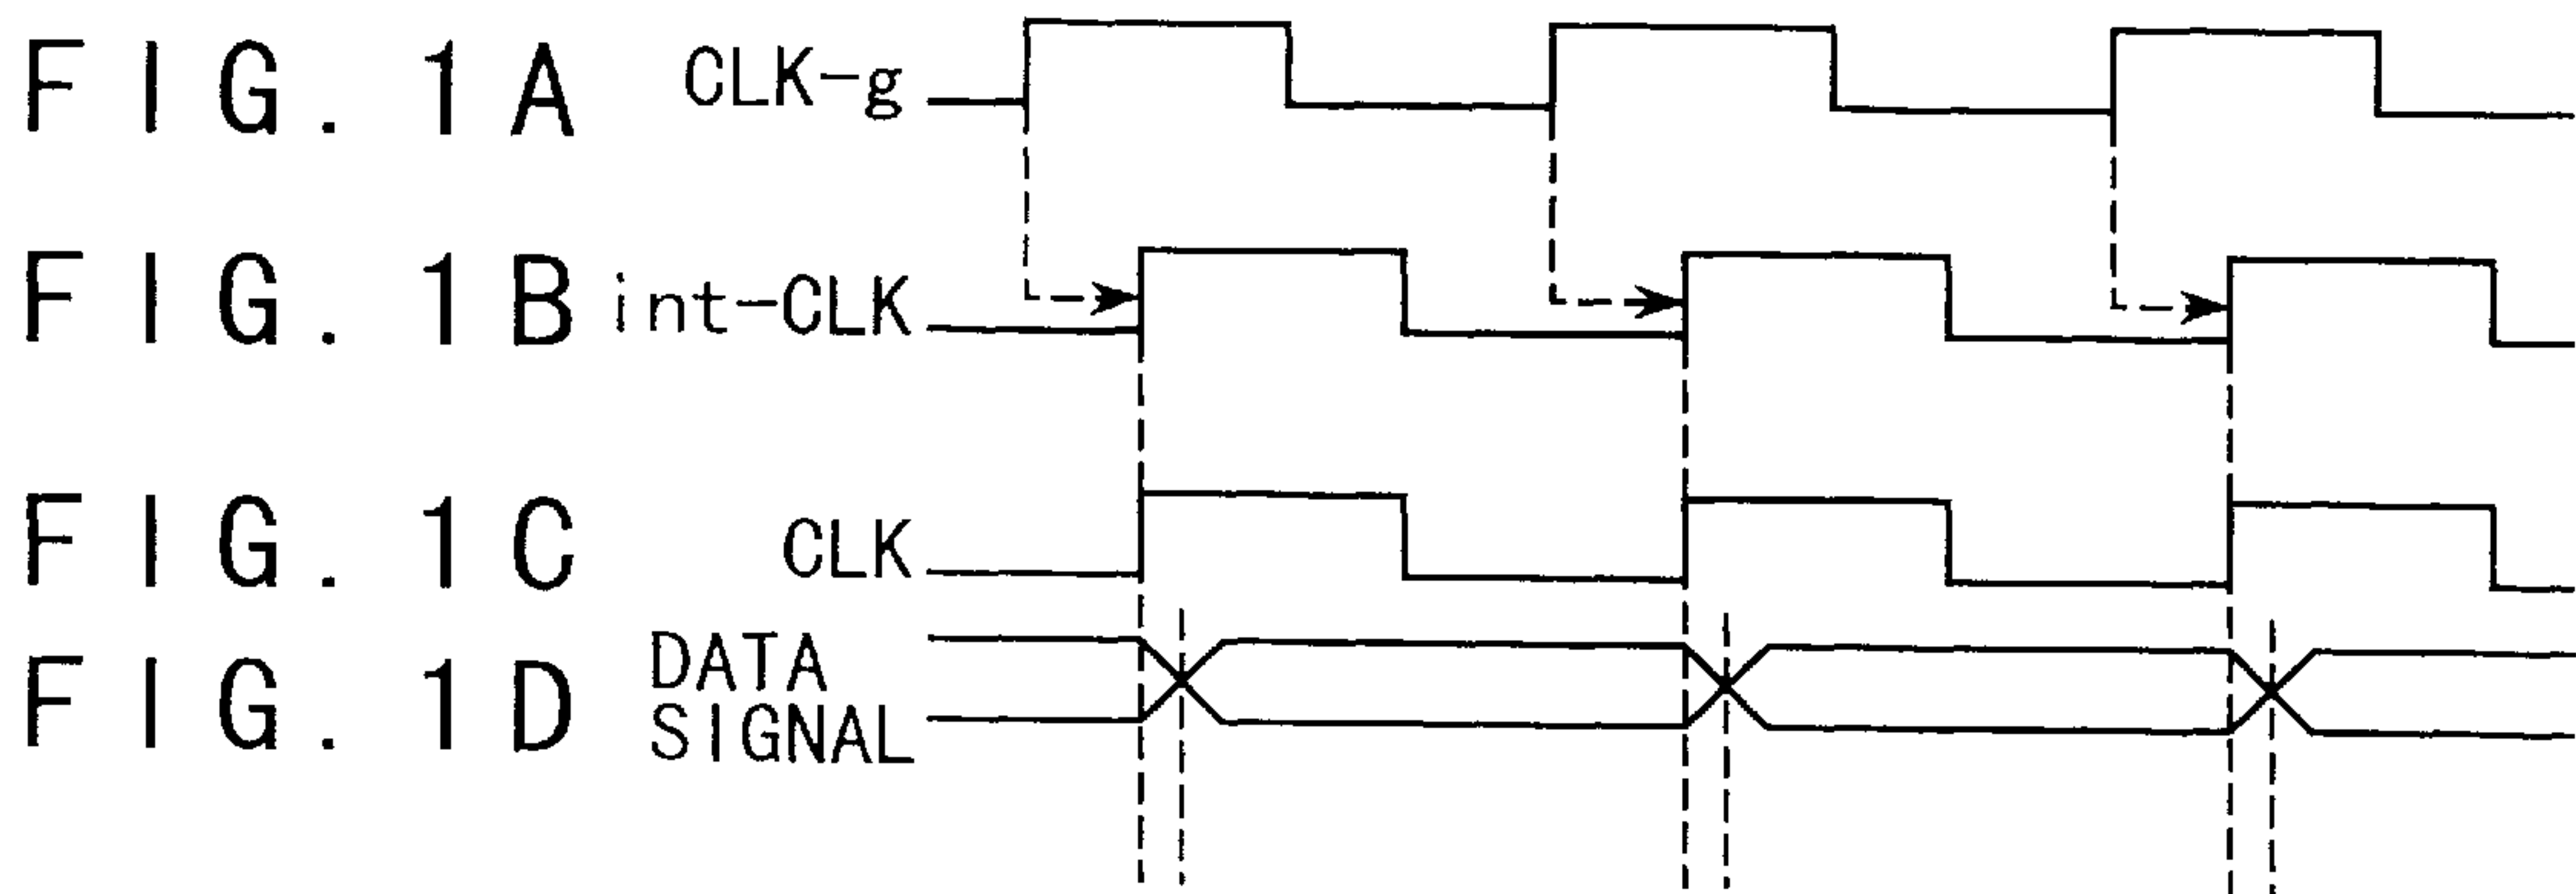 FIG. 1A CLK-g
FIG. 1B int-CLK
FIG. 1C CLK
FIG. 1D DATA
SIGNAL